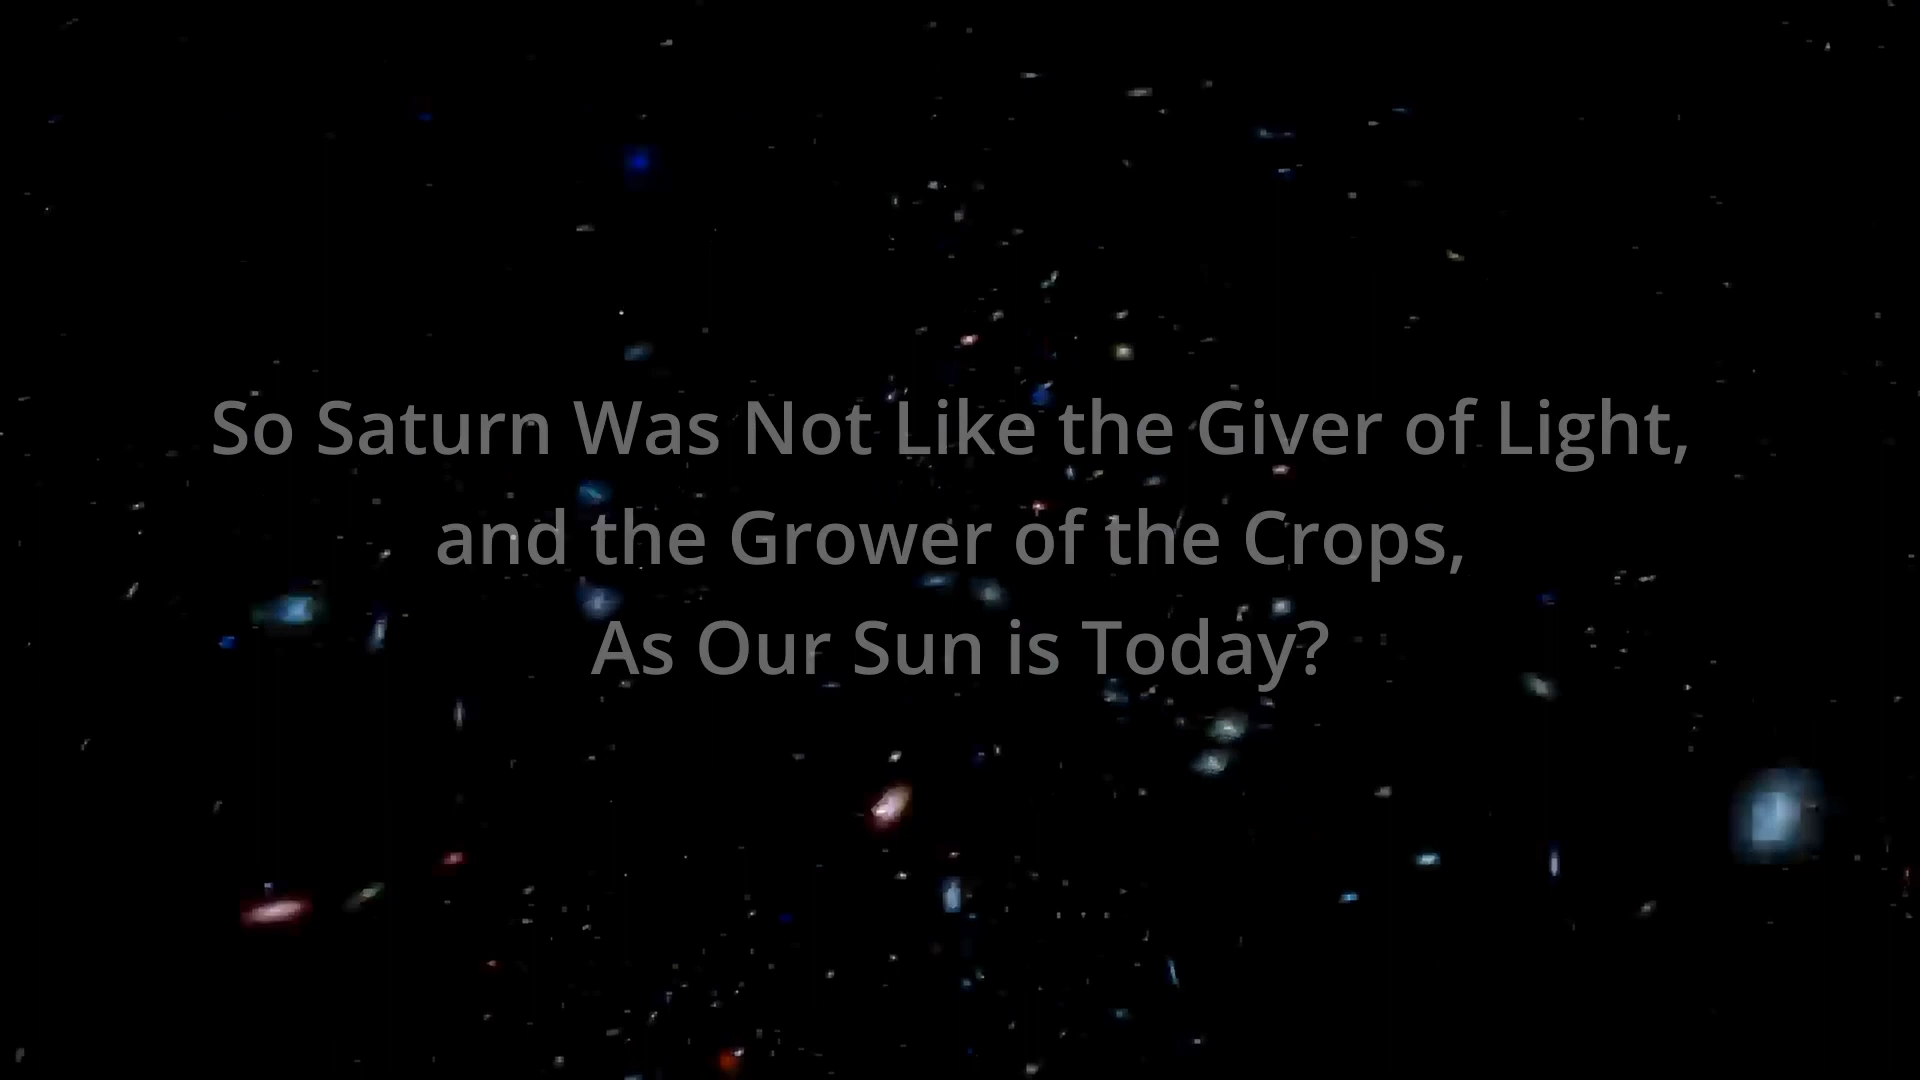 So Saturn Was Not Like the Giver of Light,
and the Grower of the Crops,
As Our Sun is Today?